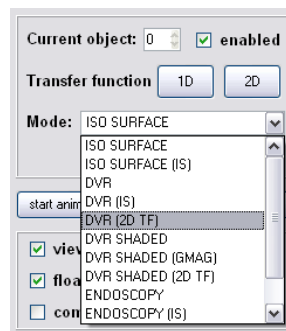 Current object: 0 enabled
Transfer function 1D 2D
Mode: ISO SURFACE
ISO SURFACE
ISO SURFACE (IS)
DVR
DVR (IS)
DVR (2D TF)
DVR SHADED
DVR SHADED (GMAG)
DVR SHADED (2D TF)
ENDOSCOPY
ENDOSCOPY (IS)
start anim
view
floa
con